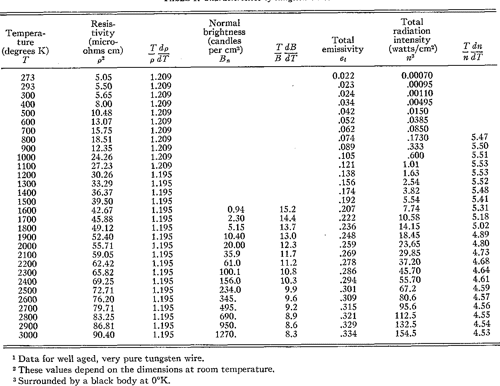 Tempera- Resis- Normal Total
ture tivity brightness Total radiation
(degrees K) (micro-ohms cm) T dρ (candles per cm²) T dB emissivity intensity (watts/cm²) T dn
T ρ² ρ dT Bₙ B dT eₜ n³ n dT
273 5.05 1.209 0.022 0.00070
293 5.50 1.209 .023 .00095
300 5.65 1.209 .024 .00110
400 8.00 1.209 .034 .00495
500 10.48 1.209 .042 .0150
600 13.07 1.209 .052 .0385
700 15.75 1.209 .062 .0850
800 18.51 1.209 .074 .1730 5.47
900 12.35 1.209 .089 .333 5.50
1000 24.26 1.209 .105 .600 5.51
1100 27.23 1.209 .121 1.01 5.52
1200 30.26 1.195 .138 1.63 5.53
1300 33.29 1.195 .156 2.54 5.52
1400 36.37 1.195 .174 3.82 5.48
1500 39.50 1.195 .192 5.54 5.41
1600 42.67 1.195 0.94 15.2 .207 7.74 5.31
1700 45.88 1.195 2.30 14.4 .222 10.58 5.18
1800 49.12 1.195 5.15 13.7 .236 14.15 5.02
1900 52.40 1.195 10.40 13.0 .248 18.45 4.89
2000 55.71 1.195 20.00 12.3 .259 23.65 4.80
2100 59.05 1.195 35.9 11.7 .269 29.85 4.73
2200 62.42 1.195 61.0 11.2 .278 37.20 4.68
2300 65.82 1.195 100.1 10.8 .286 45.70 4.64
2400 69.25 1.195 156.0 10.3 .294 55.70 4.61
2500 72.71 1.195 234.0 9.9 .301 67.2 4.59
2600 76.20 1.195 345. 9.6 .309 80.6 4.57
2700 79.71 1.195 495. 9.2 .315 95.6 4.56
2800 83.25 1.195 690. 8.9 .321 112.5 4.55
2900 86.81 1.195 950. 8.6 .329 132.5 4.54
3000 90.40 1.195 1270. 8.3 .334 154.5 4.53
¹ Data for well aged, very pure tungsten wire.
² These values depend on the dimensions at room temperature.
³ Surrounded by a black body at 0°K.